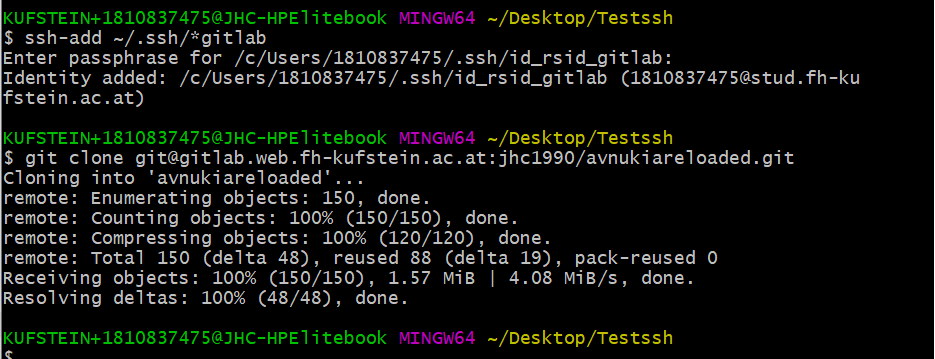 KUFSTEIN+1810837475@JHC-HPElitebook MINGW64 ~/Desktop/Testssh
$ ssh-add ~/.ssh/*gitlab
Enter passphrase for /c/Users/1810837475/.ssh/id_rsid_gitlab:
Identity added: /c/Users/1810837475/.ssh/id_rsid_gitlab (1810837475@stud.fh-ku
fstein.ac.at)
KUFSTEIN+1810837475@JHC-HPElitebook MINGW64 ~/Desktop/Testssh
$ git clone git@gitlab.web.fh-kufstein.ac.at:jhc1990/avnukiareloaded.git
Cloning into 'avnukiareloaded'...
remote: Enumerating objects: 150, done.
remote: Counting objects: 100% (150/150), done.
remote: Compressing objects: 100% (120/120), done.
remote: Total 150 (delta 48), reused 88 (delta 19), pack-reused 0
Receiving objects: 100% (150/150), 1.57 MiB | 4.08 MiB/s, done.
Resolving deltas: 100% (48/48), done.
KUFSTEIN+1810837475@JHC-HPElitebook MINGW64 ~/Desktop/Testssh
$